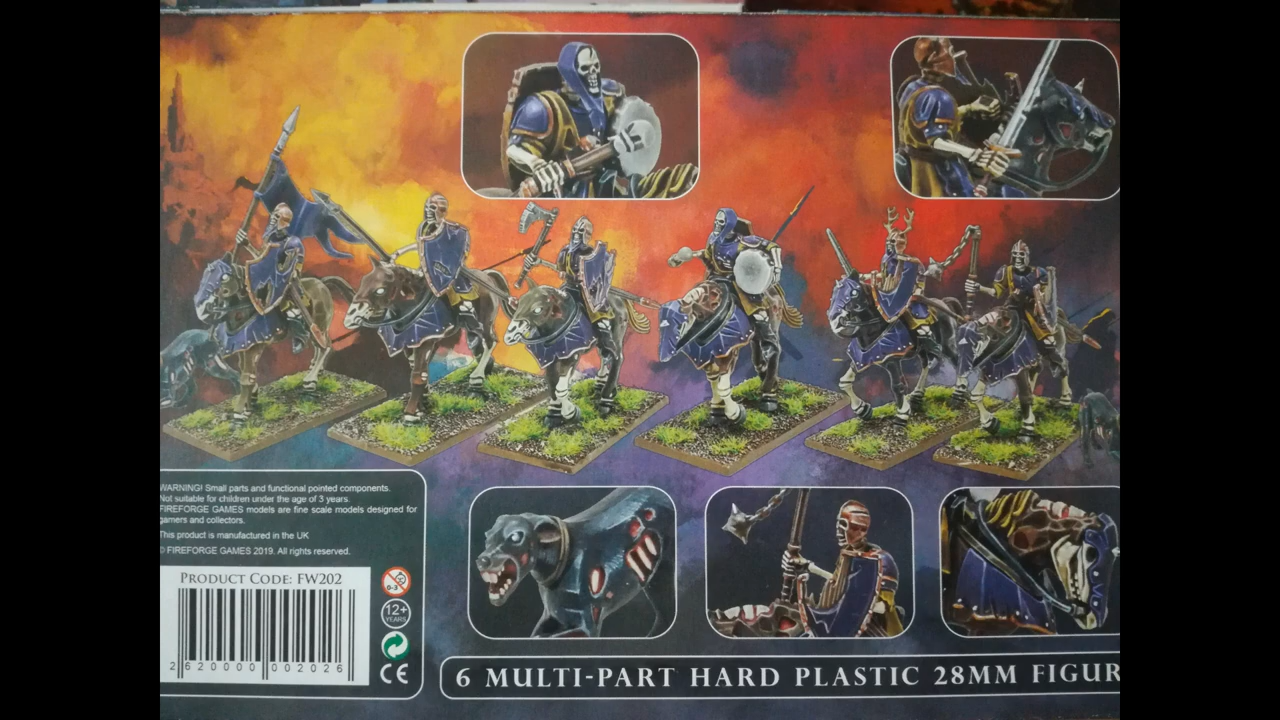 WARNING! Small parts and functional pointed components.
Not suitable for children under the age of 3 years.
FIREFORGE GAMES models are fine scale models designed for
gamers and collectors.
This product is manufactured in the UK
© FIREFORGE GAMES 2019. All rights reserved.
PRODUCT CODE: FW202
2 620000 002026
0-3
12+
YEARS
CE
6 MULTI-PART HARD PLASTIC 28MM FIGUR